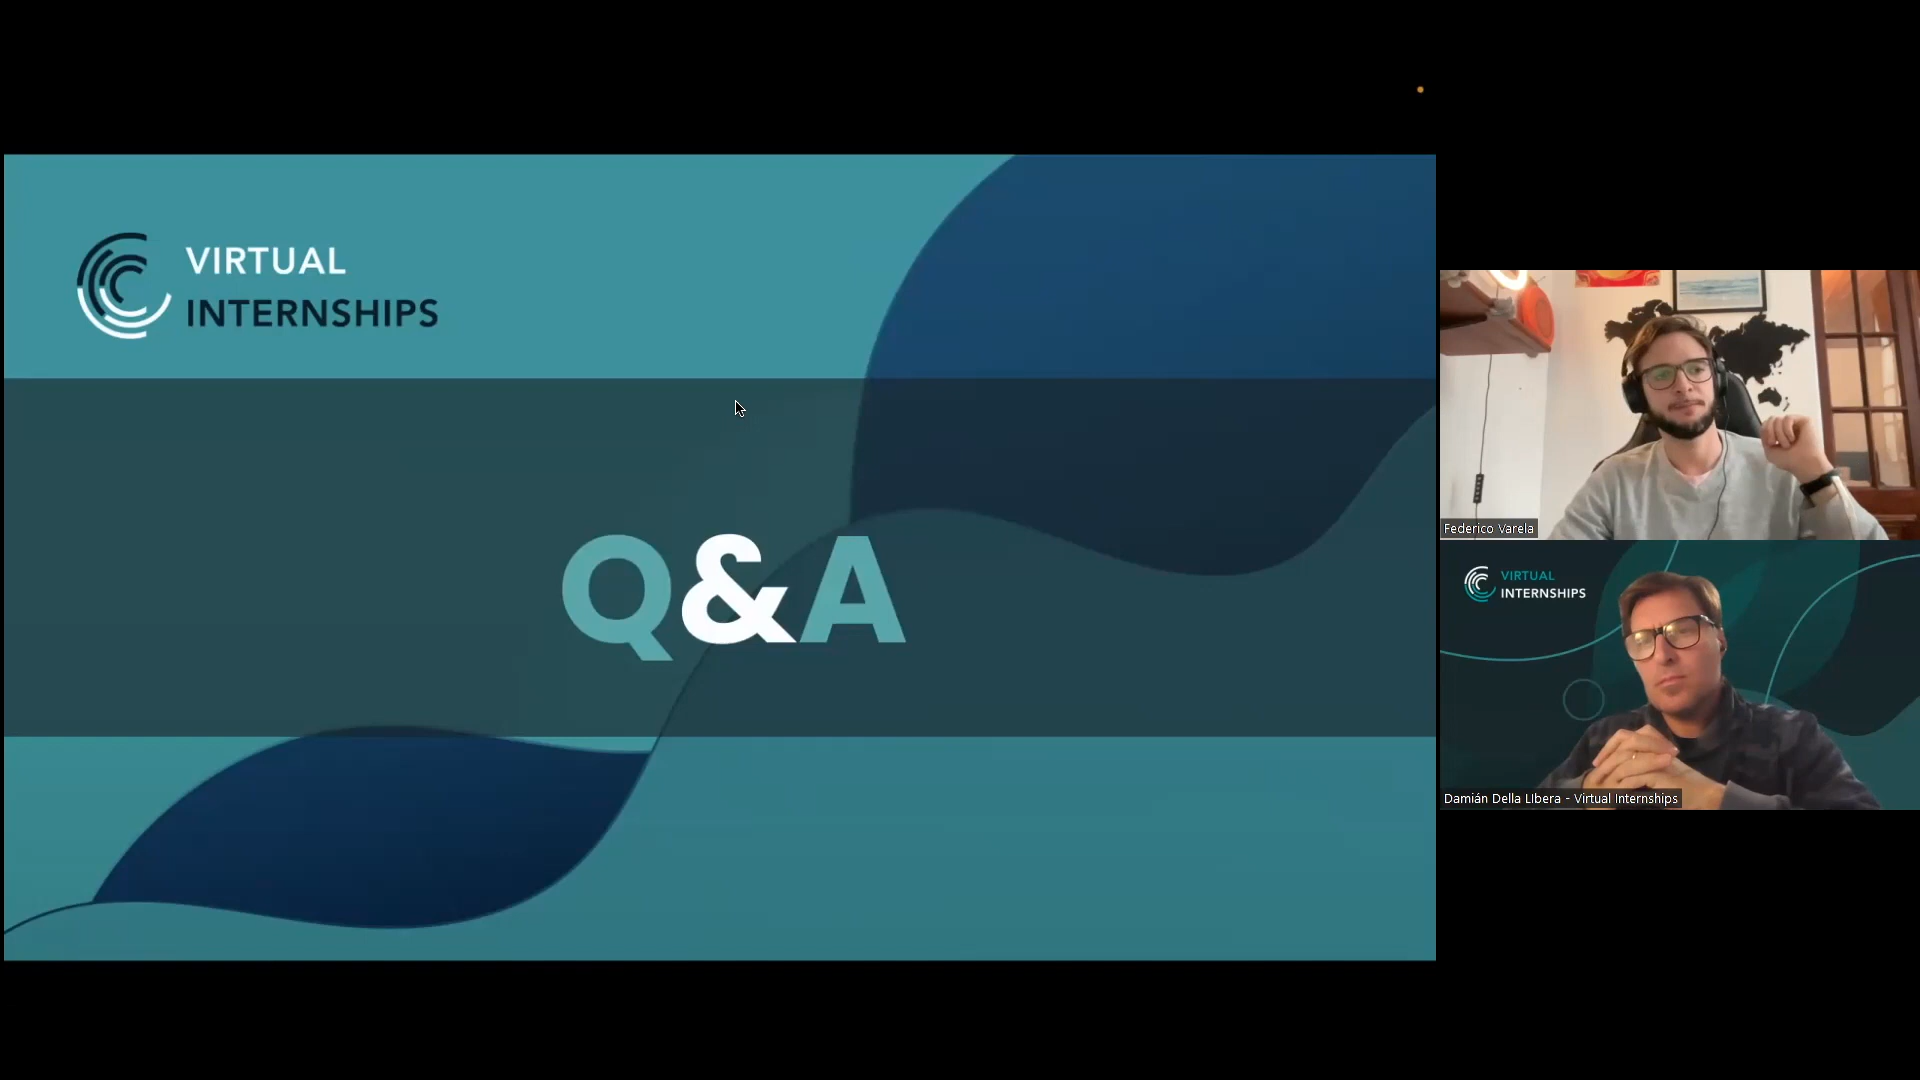 VIRTUAL
INTERNSHIPS
Q&A
Federico Varela
VIRTUAL
INTERNSHIPS
Damián Della LIbera - Virtual Internships